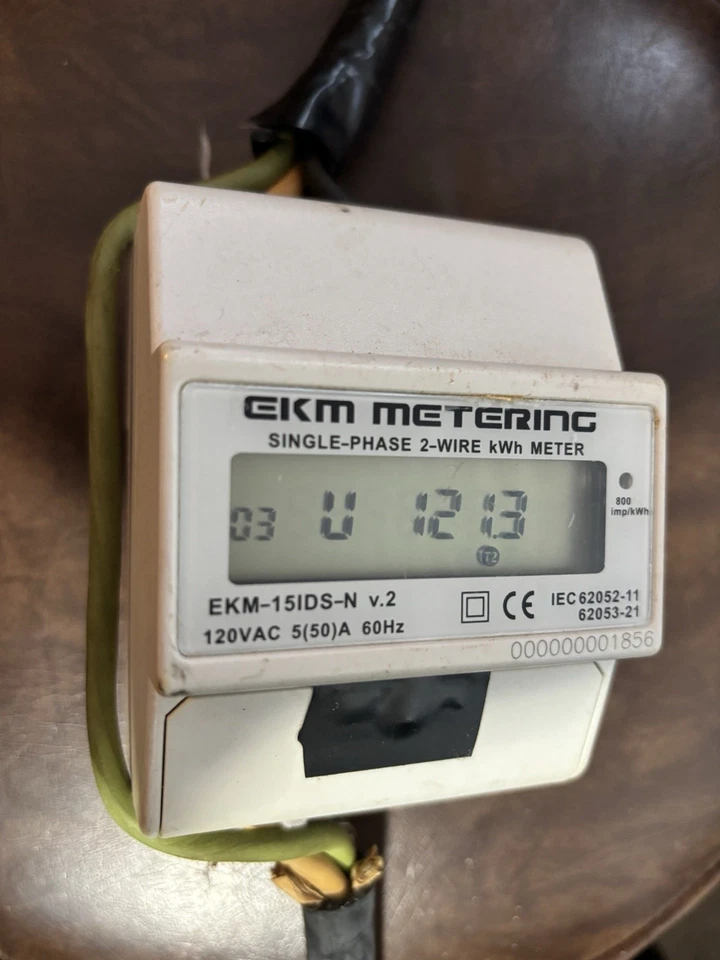 EKM METERING
SINGLE-PHASE 2-WIRE kWh METER
800
imp/kWh
03 U 121.3
T2
EKM-15IDS-N v.2
CE
IEC 62052-11
62053-21
120VAC 5(50)A 60Hz
000000001856